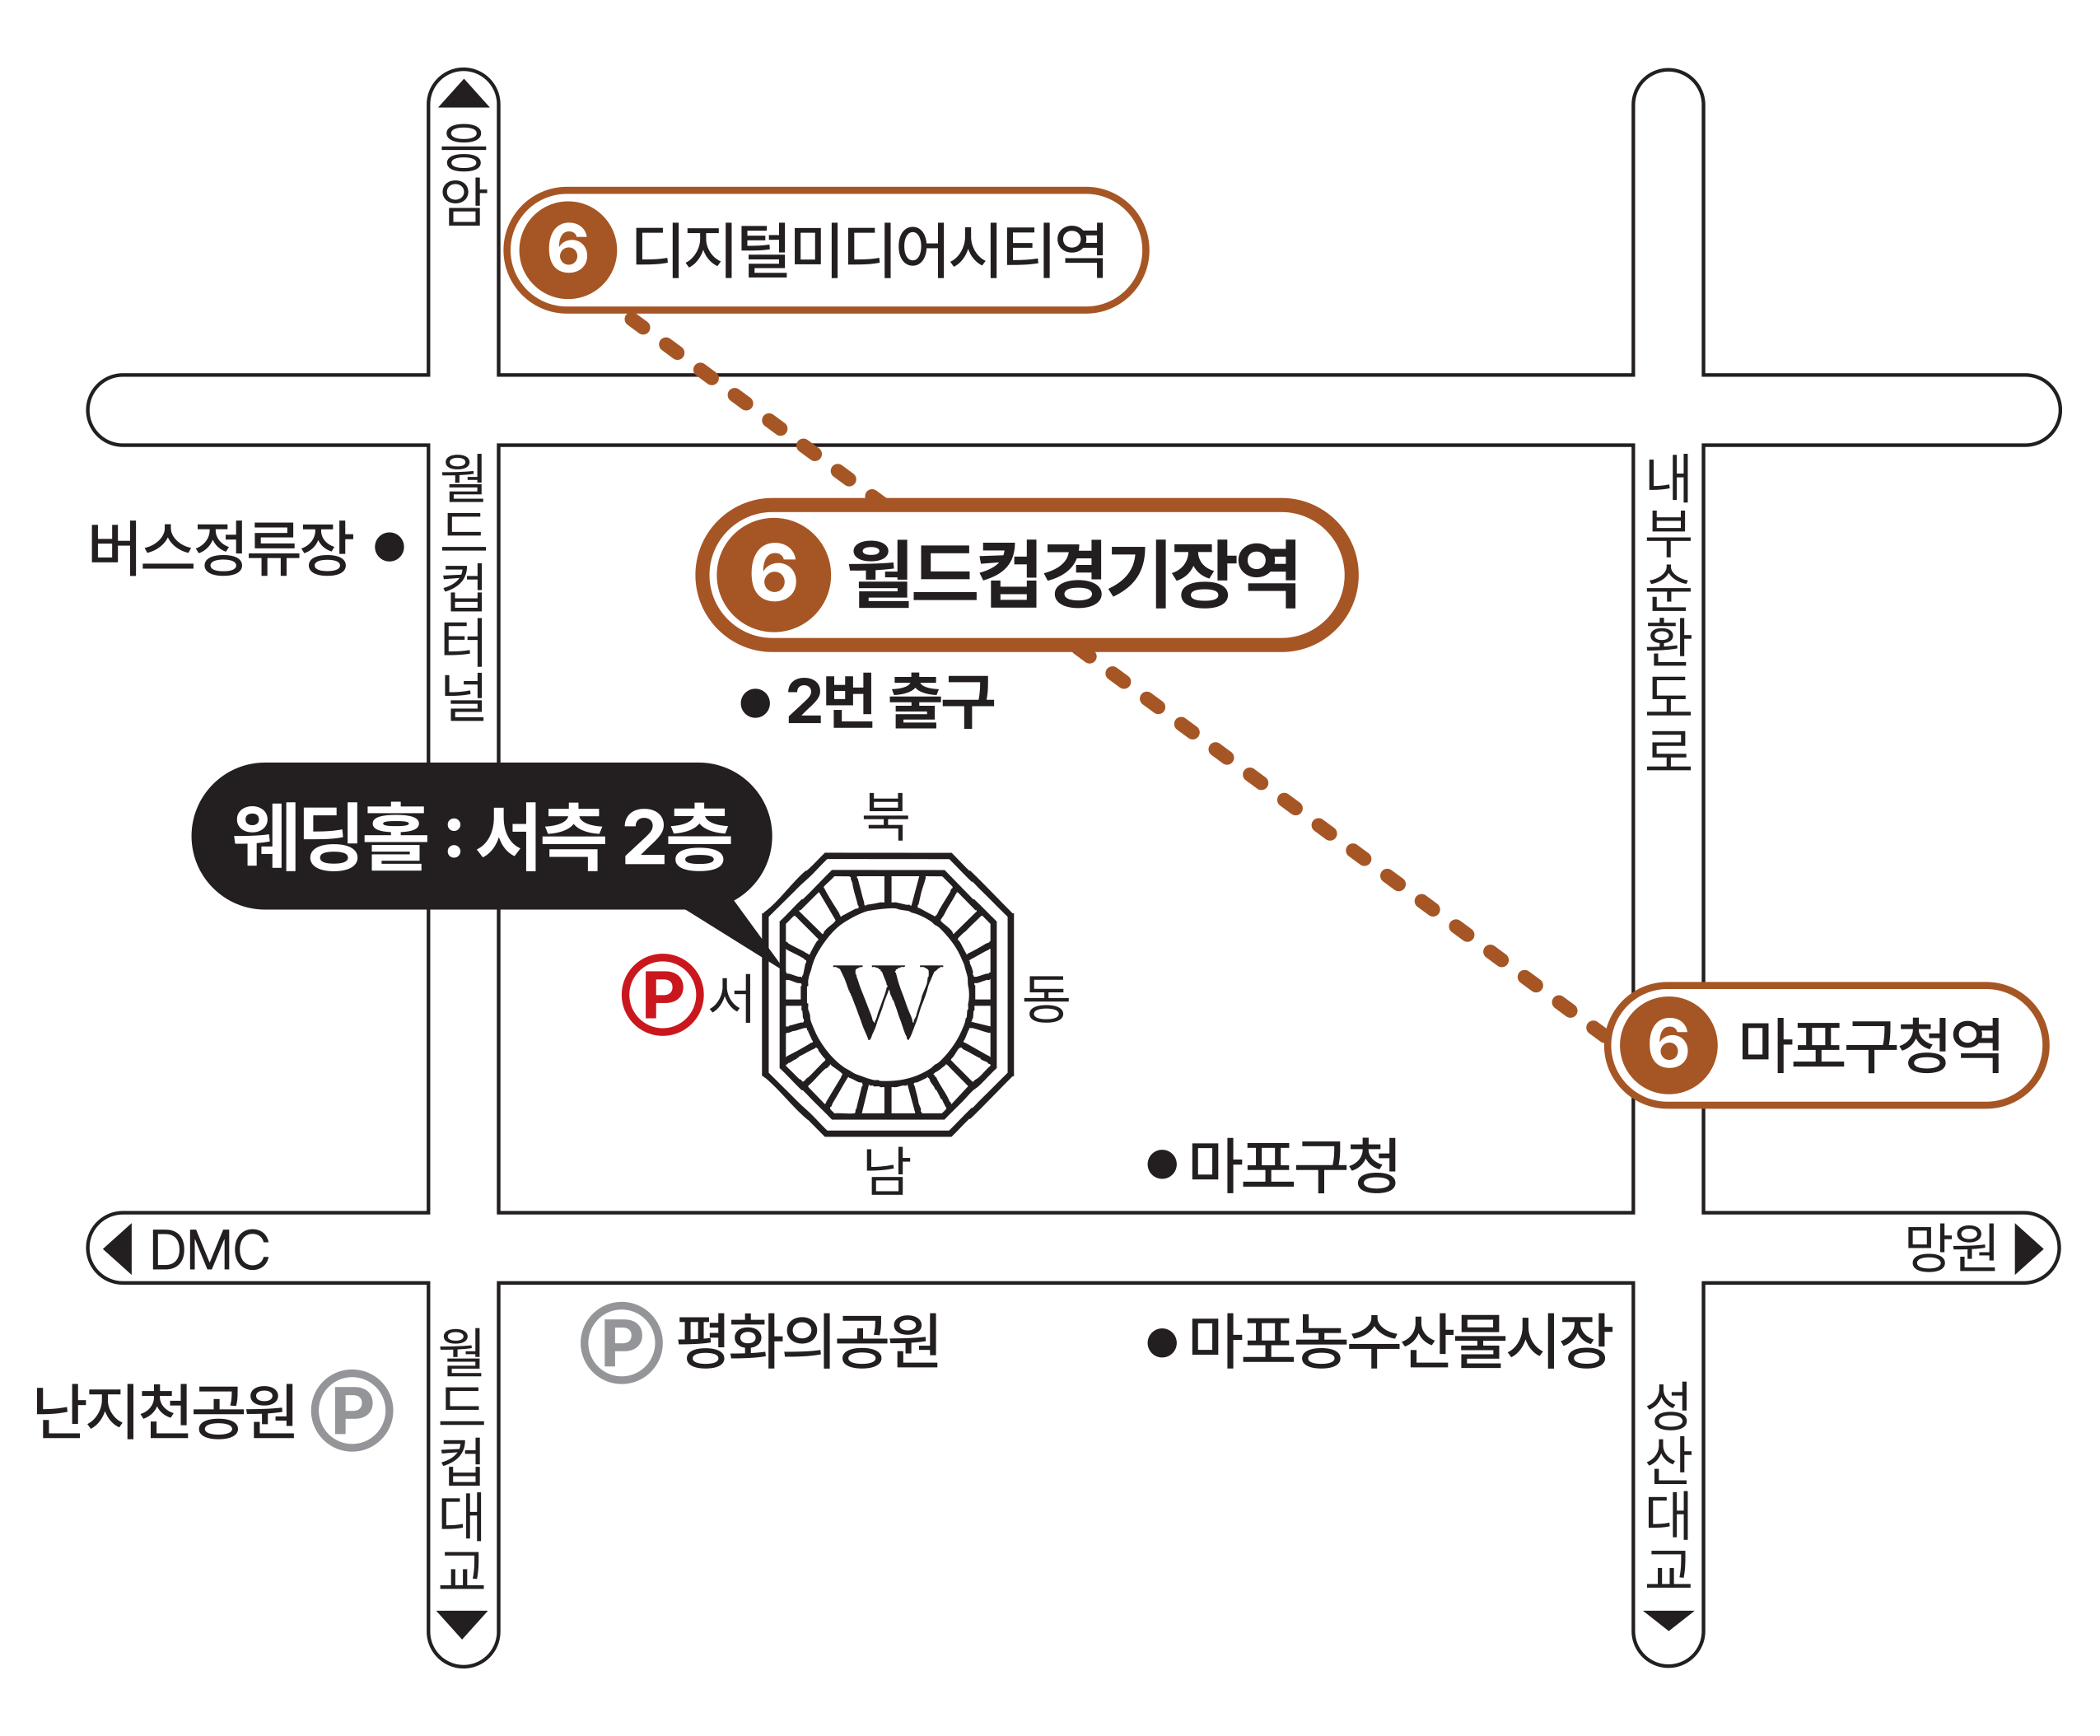 응암
6 디지털미디어시티역
월드컵터널
내부순환도로
버스정류장
6 월드컵경기장역
2번 출구
웨딩홀 : 서측 2층
북
P 서
W
동
남
6 마포구청역
마포구청
DMC
망원
난지천공원 P
월드컵대교
P 평화의공원
마포농수산물시장
성산대교